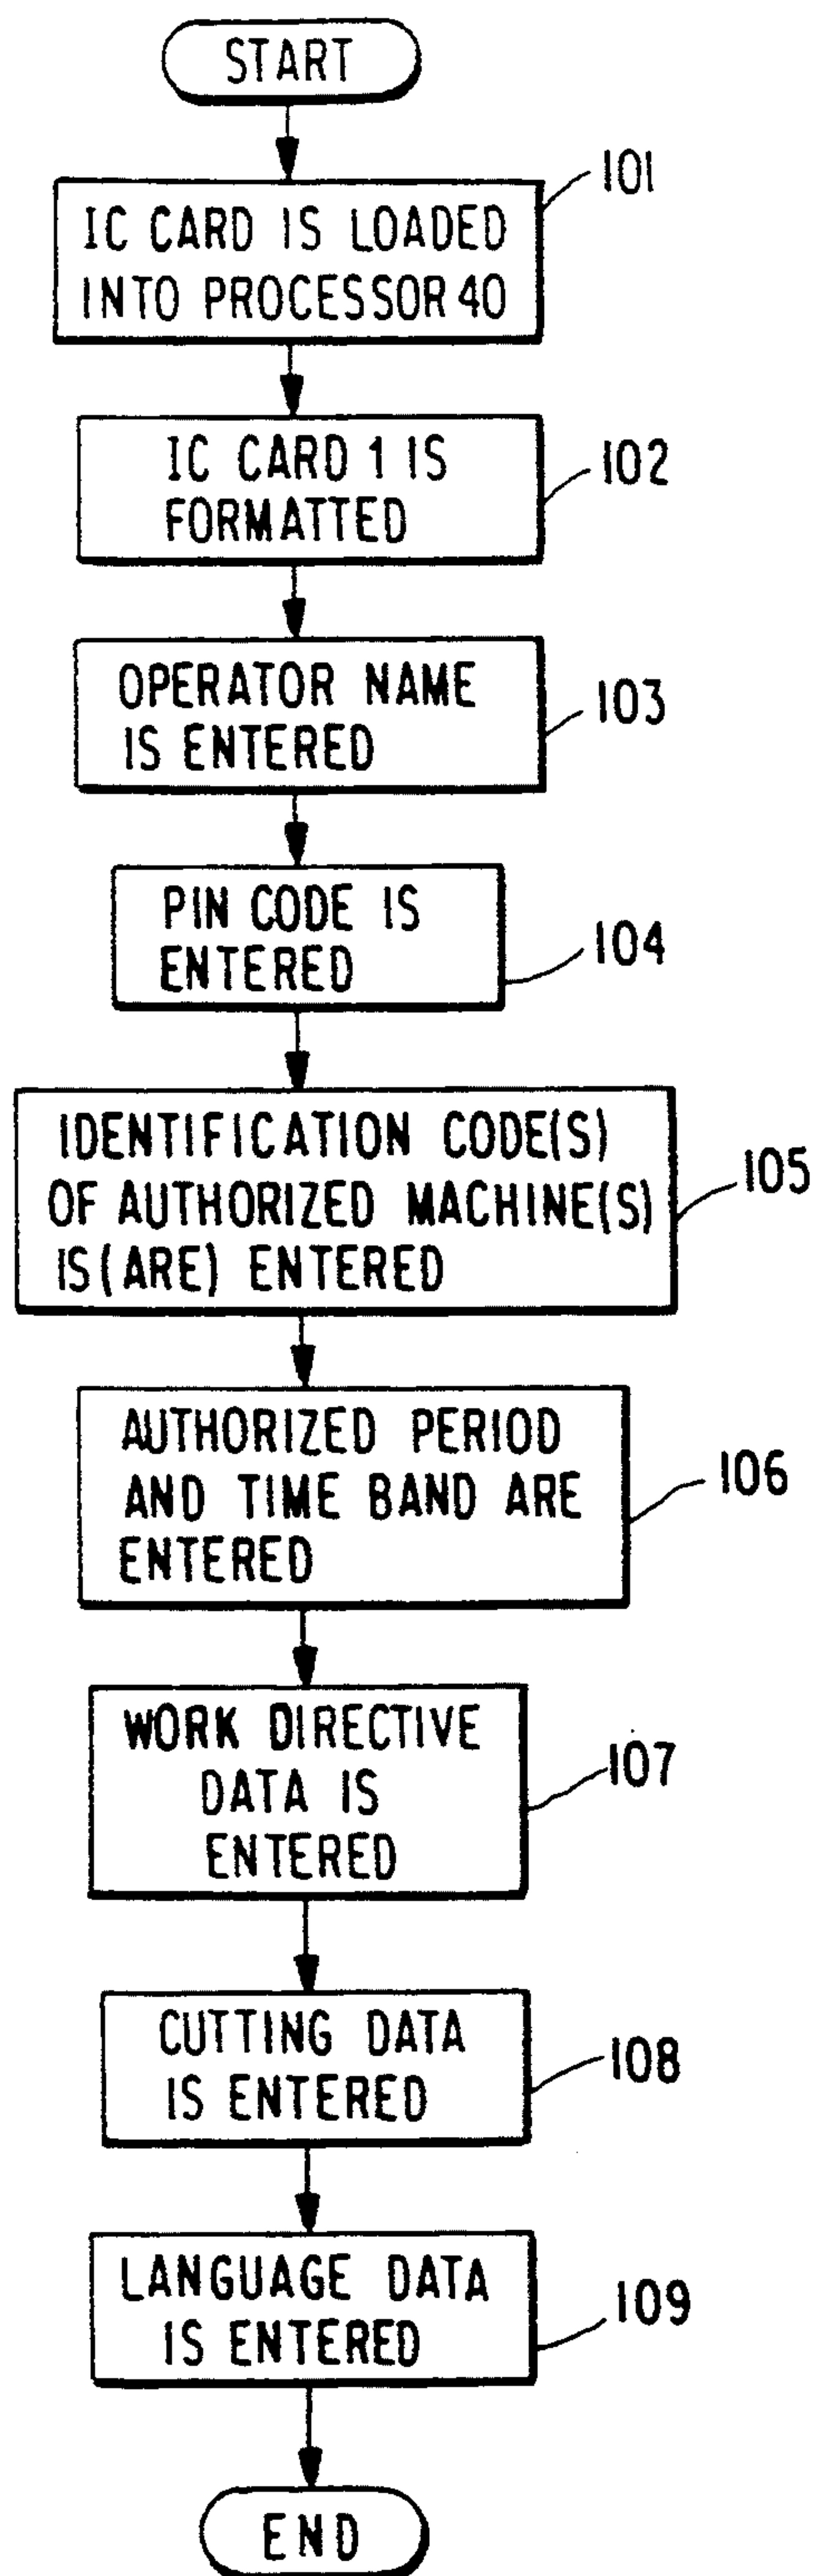 START
101
IC CARD IS LOADED
INTO PROCESSOR 40
IC CARD 1 IS
FORMATTED
102
OPERATOR NAME
IS ENTERED
103
PIN CODE IS
ENTERED
104
IDENTIFICATION CODE(S)
OF AUTHORIZED MACHINE(S)
IS(ARE) ENTERED
105
AUTHORIZED PERIOD
AND TIME BAND ARE
ENTERED
106
WORK DIRECTIVE
DATA IS
ENTERED
107
CUTTING DATA
IS ENTERED
108
LANGUAGE DATA
IS ENTERED
109
END